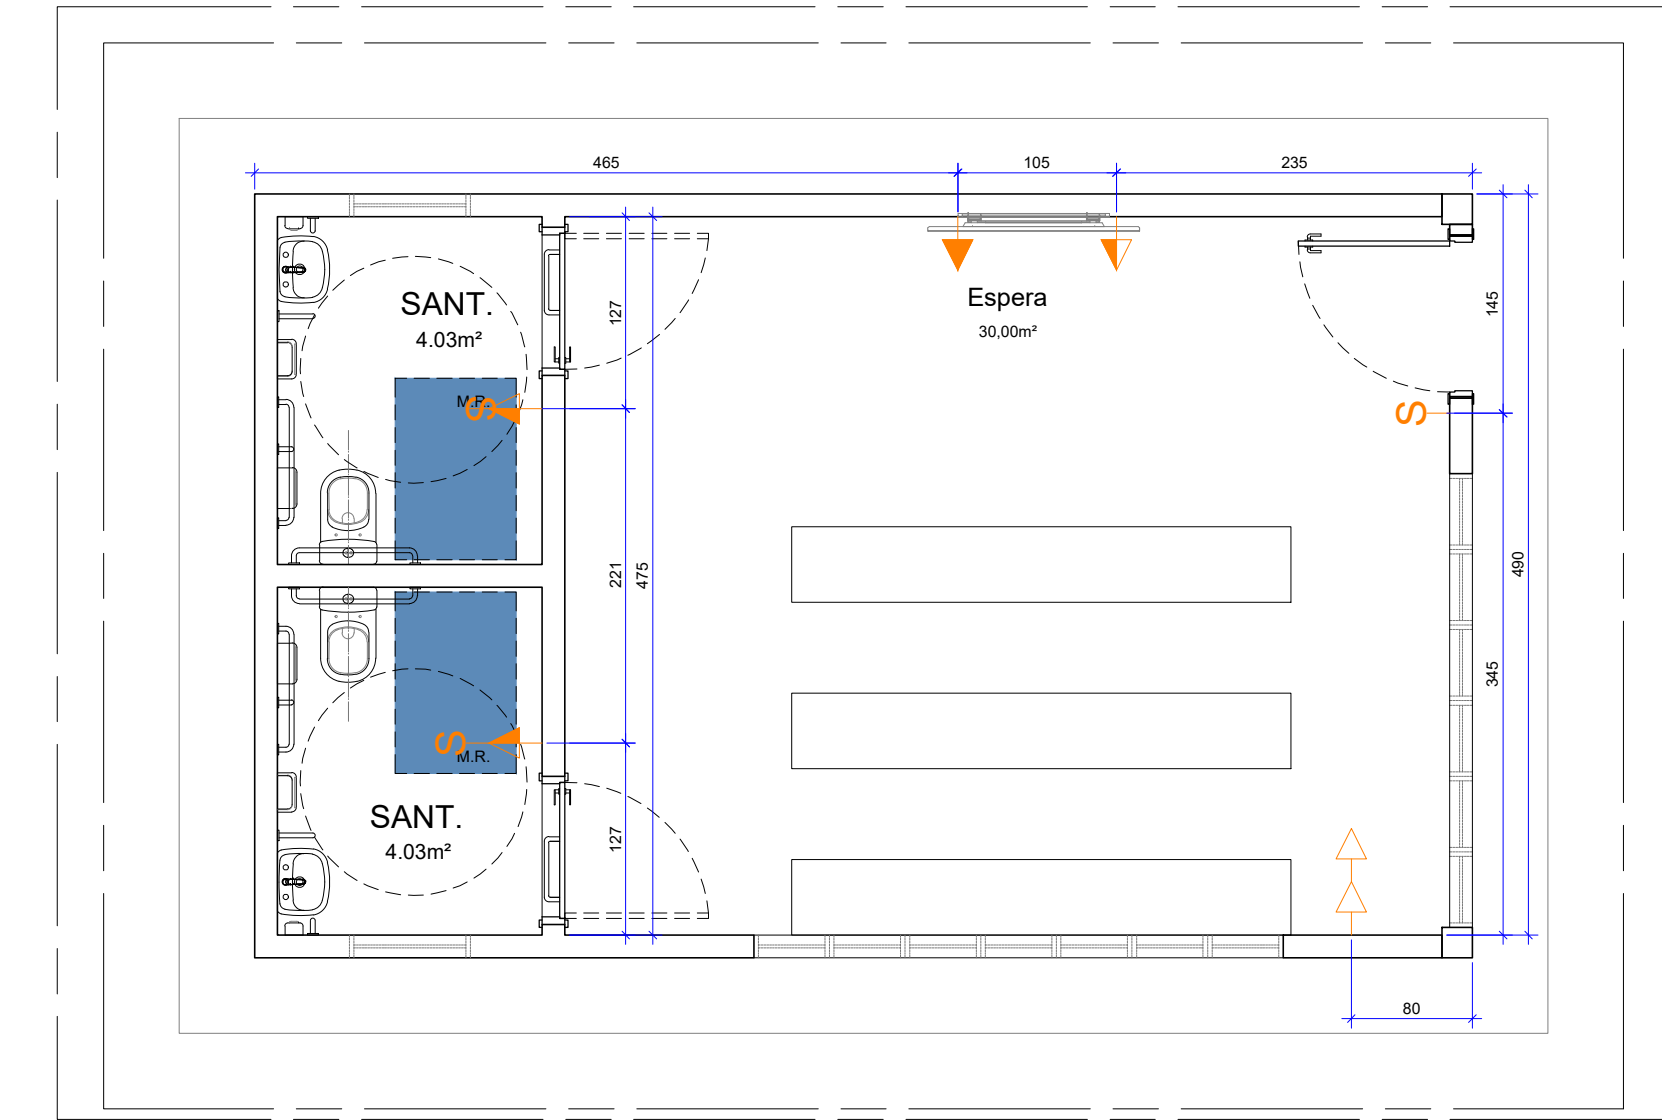 465
105
235
SANT.
4.03m²
Espera
30,00m²
127
145
M.R.
S
S
221
475
490
345
S
M.R.
SANT.
4.03m²
127
80